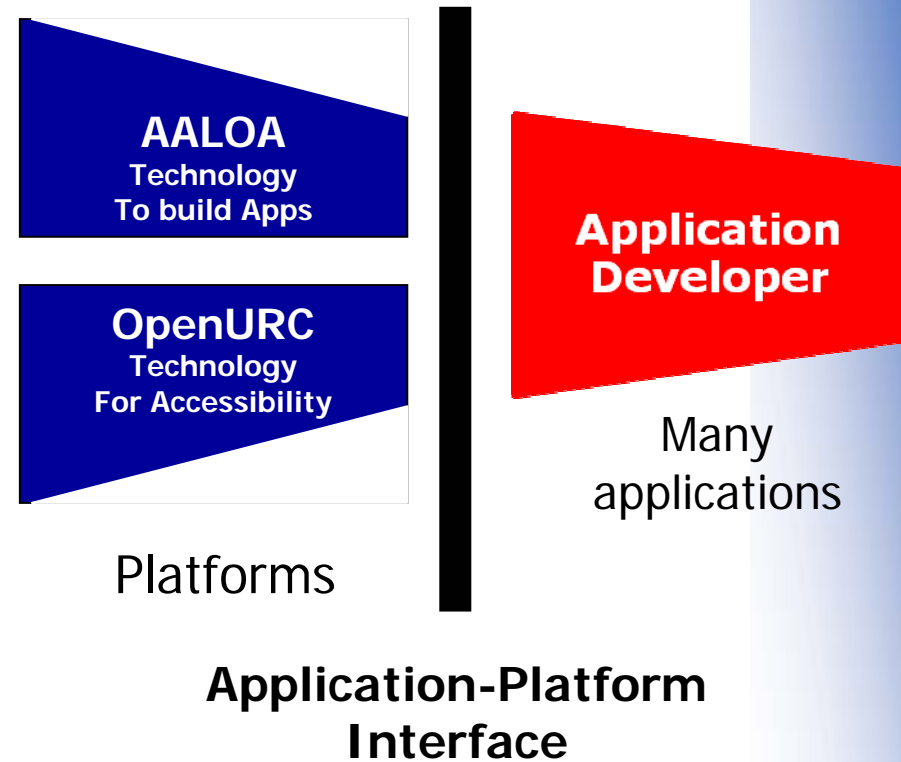 AALOA
Technology
To build Apps
OpenURC
Technology
For Accessibility
Platforms
Application
Developer
Many
applications
Application-Platform
Interface